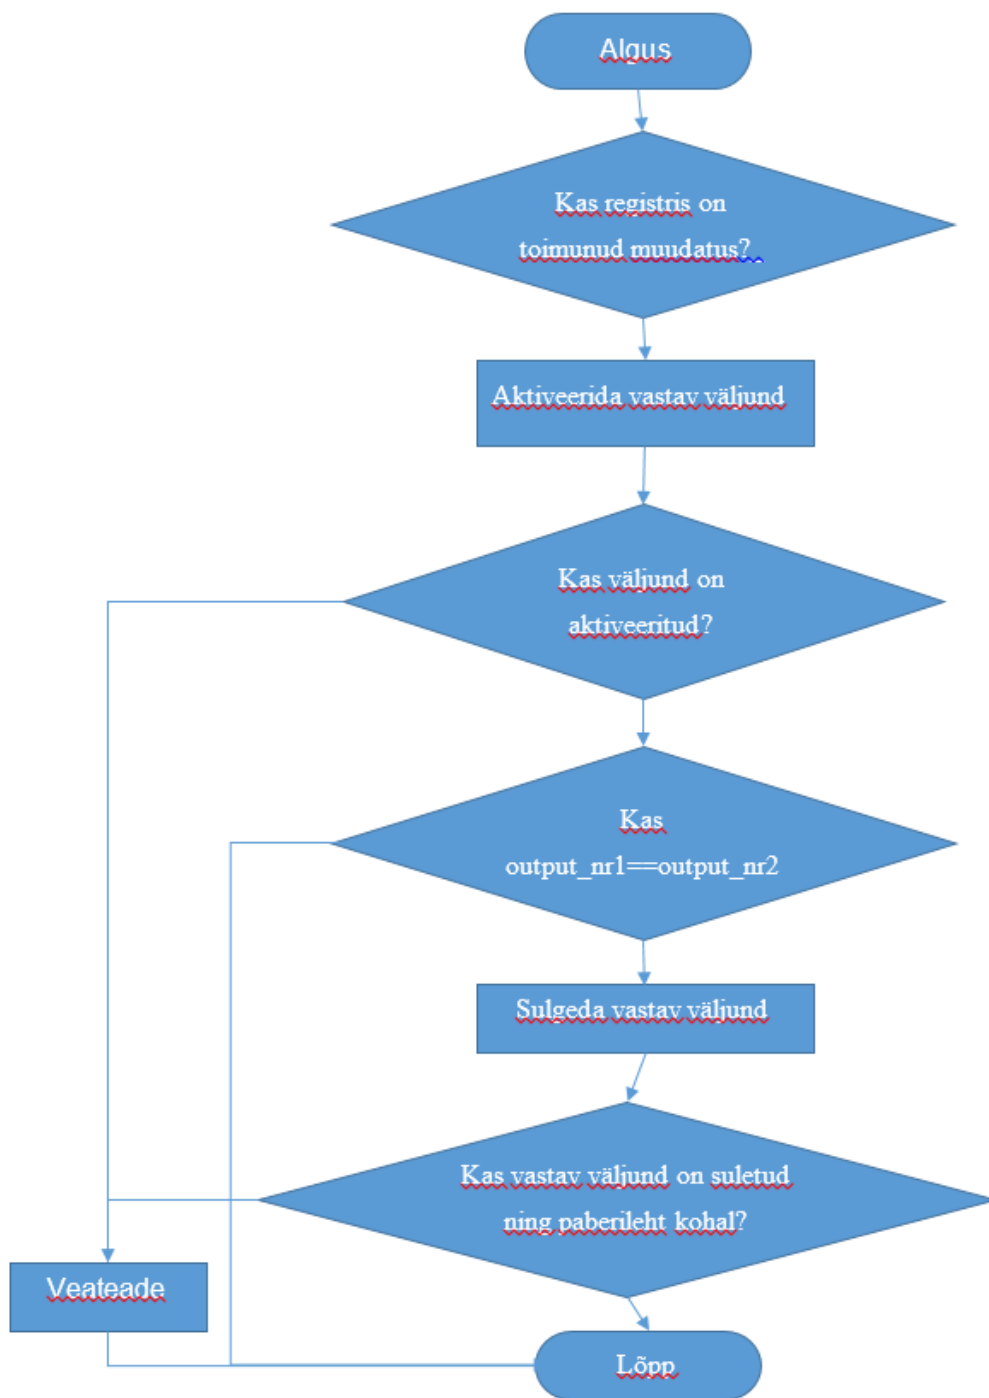 Algus
Kas registris on
toimunud muudatus?
Aktiveerida vastav väljund
Kas väljund on
aktiveeritud?
Kas
output_nr1==output_nr2
Sulgeda vastav väljund
Kas vastav väljund on suletud
ning paberileht kohal?
Veateade
Lõpp